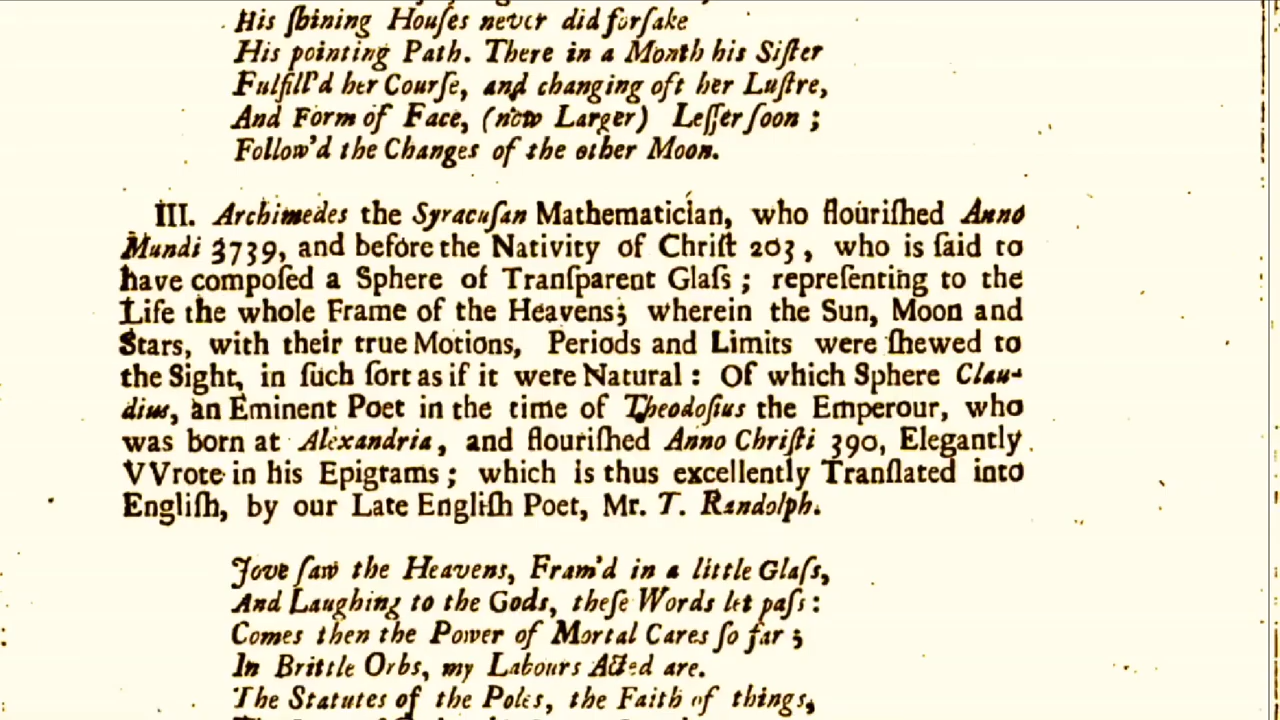 His ſhining Houſes never did forſake
His pointing Path. There in a Month his Siſter
Fulfill'd her Courſe, and changing oft her Luſtre,
And Form of Face, (now Larger) Leſſer ſoon ;
Follow'd the Changes of the other Moon.
III. Archimedes the Syracuſan Mathematician, who flouriſhed Anno
Mundi 3739, and before the Nativity of Chriſt 203, who is ſaid to
have compoſed a Sphere of Tranſparent Glaſs ; repreſenting to the
Life the whole Frame of the Heavens; wherein the Sun, Moon and
Stars, with their true Motions, Periods and Limits were ſhewed to
the Sight, in ſuch ſort as if it were Natural : Of which Sphere Clau-
dius, an Eminent Poet in the time of Theodoſius the Emperour, who
was born at Alexandria, and flouriſhed Anno Chriſti 390, Elegantly
VVrote in his Epigrams ; which is thus excellently Tranſlated into
Engliſh, by our Late Engliſh Poet, Mr. T. Randolph.
Jove ſaw the Heavens, Fram'd in a little Glaſs,
And Laughing to the Gods, theſe Words let paſs :
Comes then the Power of Mortal Cares ſo far ;
In Brittle Orbs, my Labours Acted are.
The Statutes of the Poles, the Faith of things,